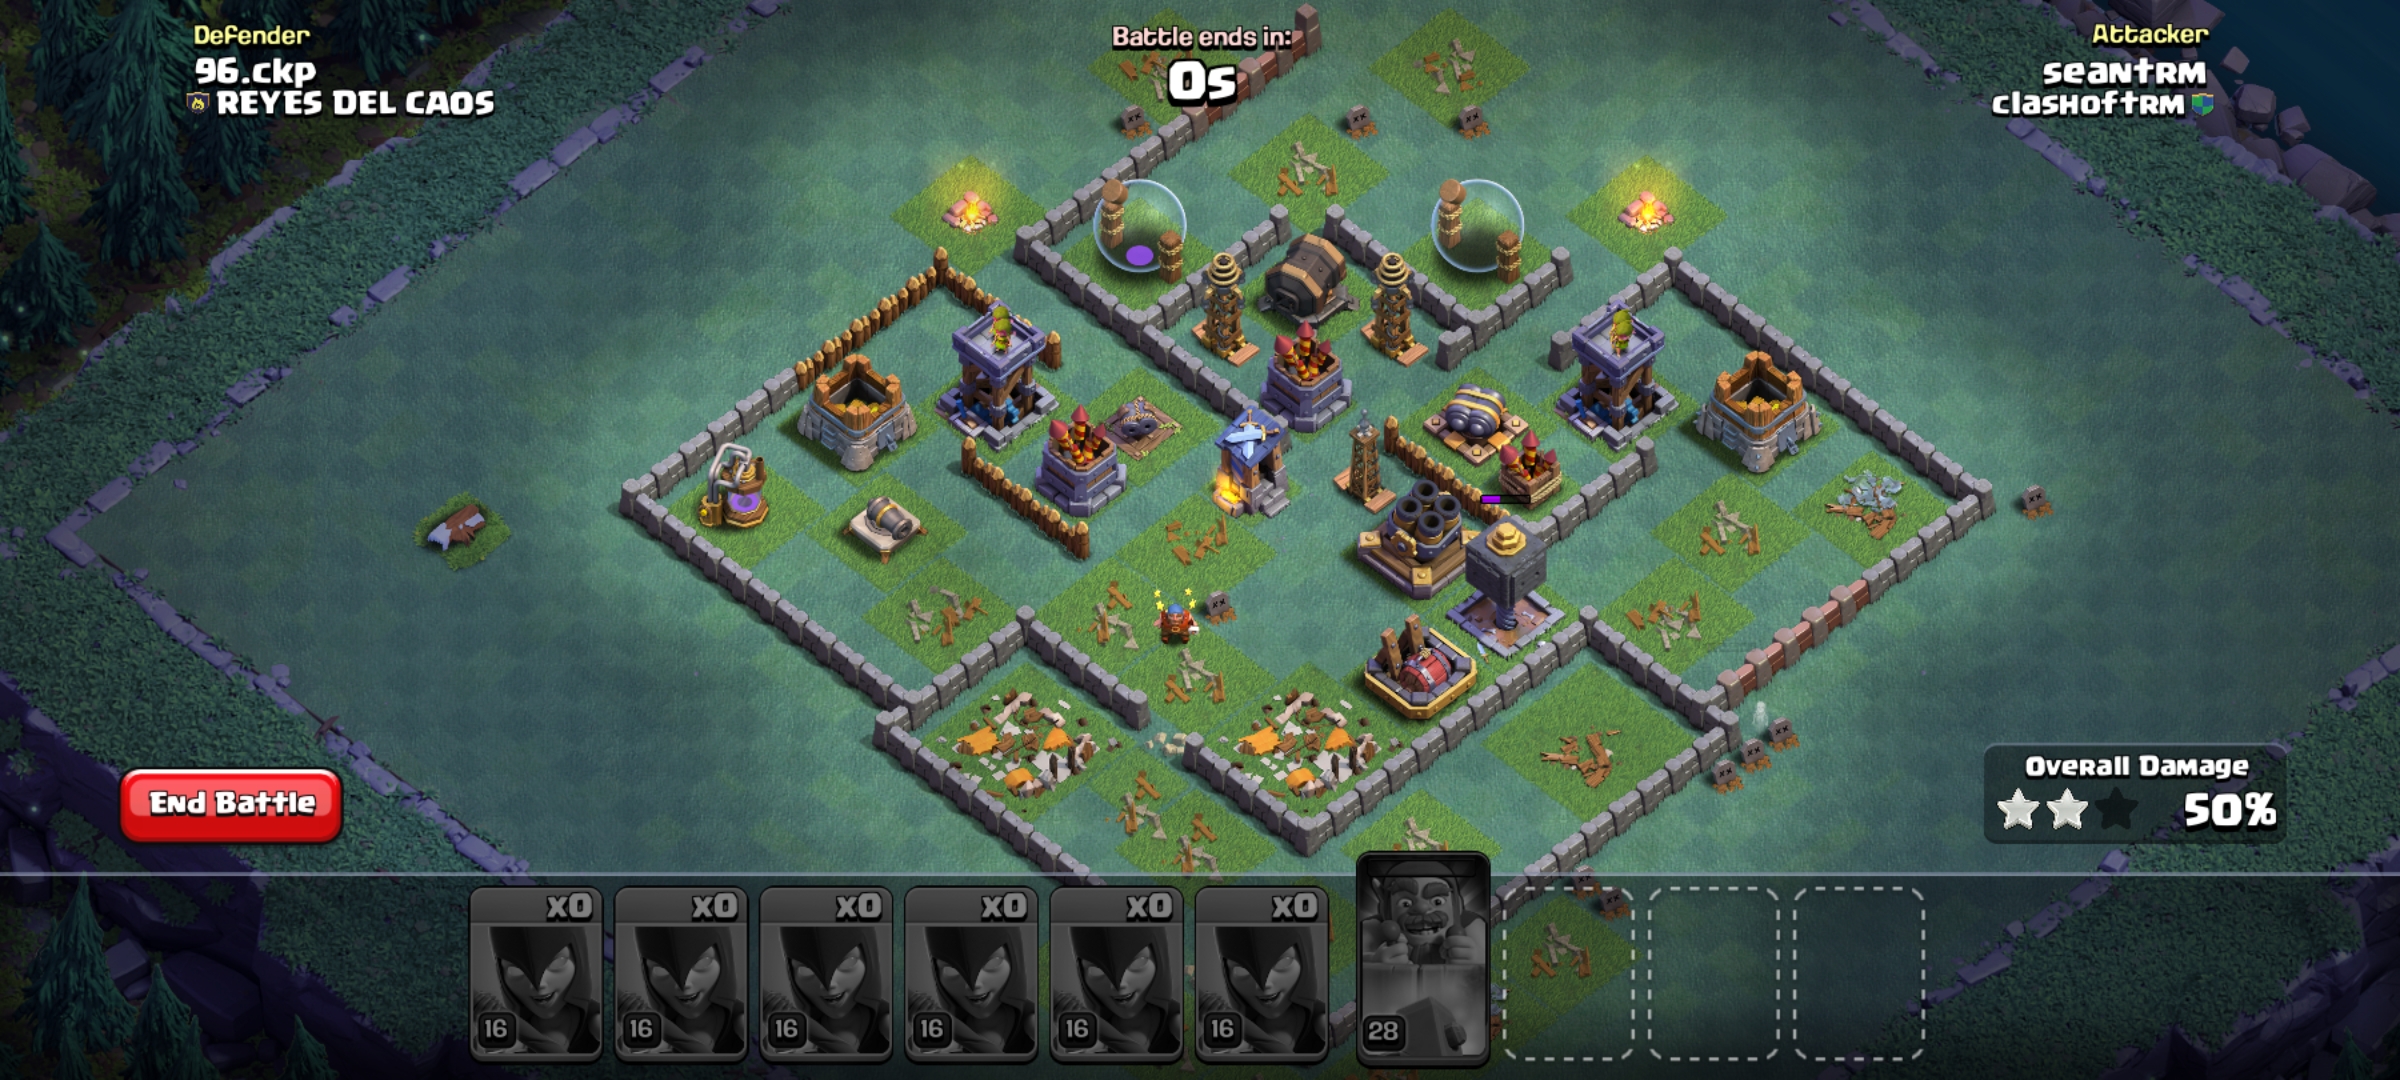 Defender
96.ckp
REYES DEL CAOS
Battle ends in:
0s
Attacker
seantRM
clashoftRM
End Battle
Overall Damage
50%
x0
x0
x0
x0
x0
x0
16
16
16
16
16
16
28